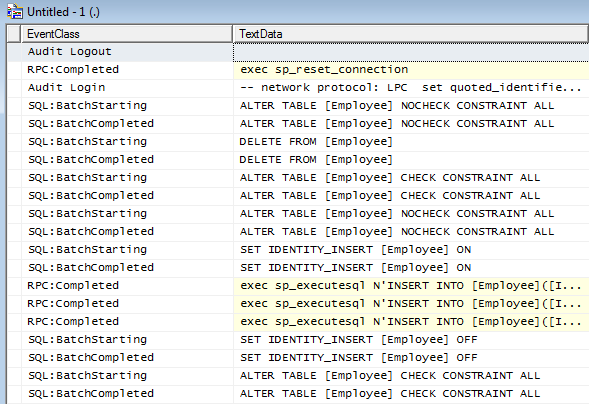 Untitled - 1 (.)
EventClass TextData
Audit Logout
RPC:Completed exec sp_reset_connection
Audit Login -- network protocol: LPC set quoted_identifie...
SQL:BatchStarting ALTER TABLE [Employee] NOCHECK CONSTRAINT ALL
SQL:BatchCompleted ALTER TABLE [Employee] NOCHECK CONSTRAINT ALL
SQL:BatchStarting DELETE FROM [Employee]
SQL:BatchCompleted DELETE FROM [Employee]
SQL:BatchStarting ALTER TABLE [Employee] CHECK CONSTRAINT ALL
SQL:BatchCompleted ALTER TABLE [Employee] CHECK CONSTRAINT ALL
SQL:BatchStarting ALTER TABLE [Employee] NOCHECK CONSTRAINT ALL
SQL:BatchCompleted ALTER TABLE [Employee] NOCHECK CONSTRAINT ALL
SQL:BatchStarting SET IDENTITY_INSERT [Employee] ON
SQL:BatchCompleted SET IDENTITY_INSERT [Employee] ON
RPC:Completed exec sp_executesql N'INSERT INTO [Employee]([I...
RPC:Completed exec sp_executesql N'INSERT INTO [Employee]([I...
RPC:Completed exec sp_executesql N'INSERT INTO [Employee]([I...
SQL:BatchStarting SET IDENTITY_INSERT [Employee] OFF
SQL:BatchCompleted SET IDENTITY_INSERT [Employee] OFF
SQL:BatchStarting ALTER TABLE [Employee] CHECK CONSTRAINT ALL
SQL:BatchCompleted ALTER TABLE [Employee] CHECK CONSTRAINT ALL